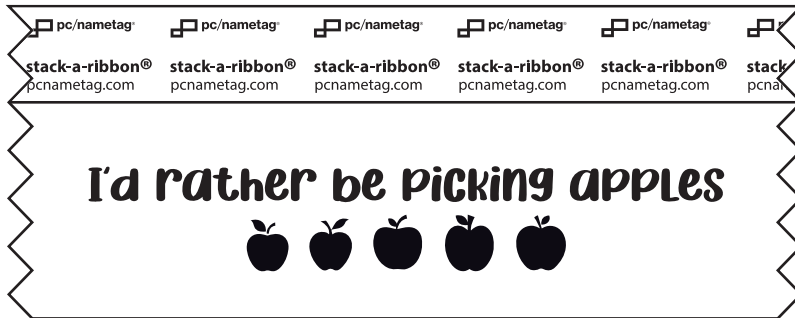 pc/nametag® pc/nametag® pc/nametag® pc/nametag® pc/nametag®
stack-a-ribbon® stack-a-ribbon® stack-a-ribbon® stack-a-ribbon® stack-a-ribbon® stack
pcnametag.com pcnametag.com pcnametag.com pcnametag.com pcnametag.com
I'd rather be picking apples